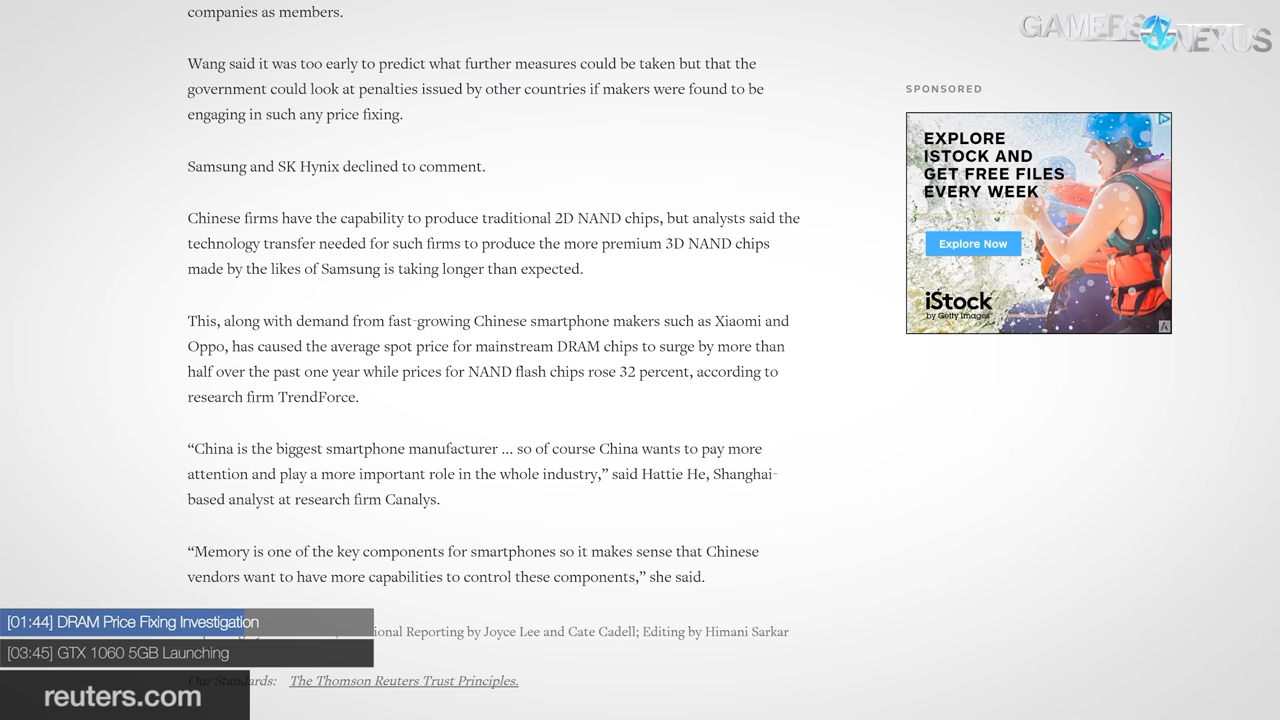 companies as members.
GAMERS NEXUS
Wang said it was too early to predict what further measures could be taken but that the
government could look at penalties issued by other countries if makers were found to be
engaging in such any price fixing.
Samsung and SK Hynix declined to comment.
Chinese firms have the capability to produce traditional 2D NAND chips, but analysts said the
technology transfer needed for such firms to produce the more premium 3D NAND chips
made by the likes of Samsung is taking longer than expected.
This, along with demand from fast-growing Chinese smartphone makers such as Xiaomi and
Oppo, has caused the average spot price for mainstream DRAM chips to surge by more than
half over the past one year while prices for NAND flash chips rose 32 percent, according to
research firm TrendForce.
“China is the biggest smartphone manufacturer ... so of course China wants to pay more
attention and play a more important role in the whole industry,” said Hattie He, Shanghai-
based analyst at research firm Canalys.
“Memory is one of the key components for smartphones so it makes sense that Chinese
vendors want to have more capabilities to control these components,” she said.
ional Reporting by Joyce Lee and Cate Cadell; Editing by Himani Sarkar
Our Standards: The Thomson Reuters Trust Principles.
SPONSORED
EXPLORE
ISTOCK AND
GET FREE FILES
EVERY WEEK
Explore Now
iStock
by Getty Images
[01:44] DRAM Price Fixing Investigation
[03:45] GTX 1060 5GB Launching
reuters.com